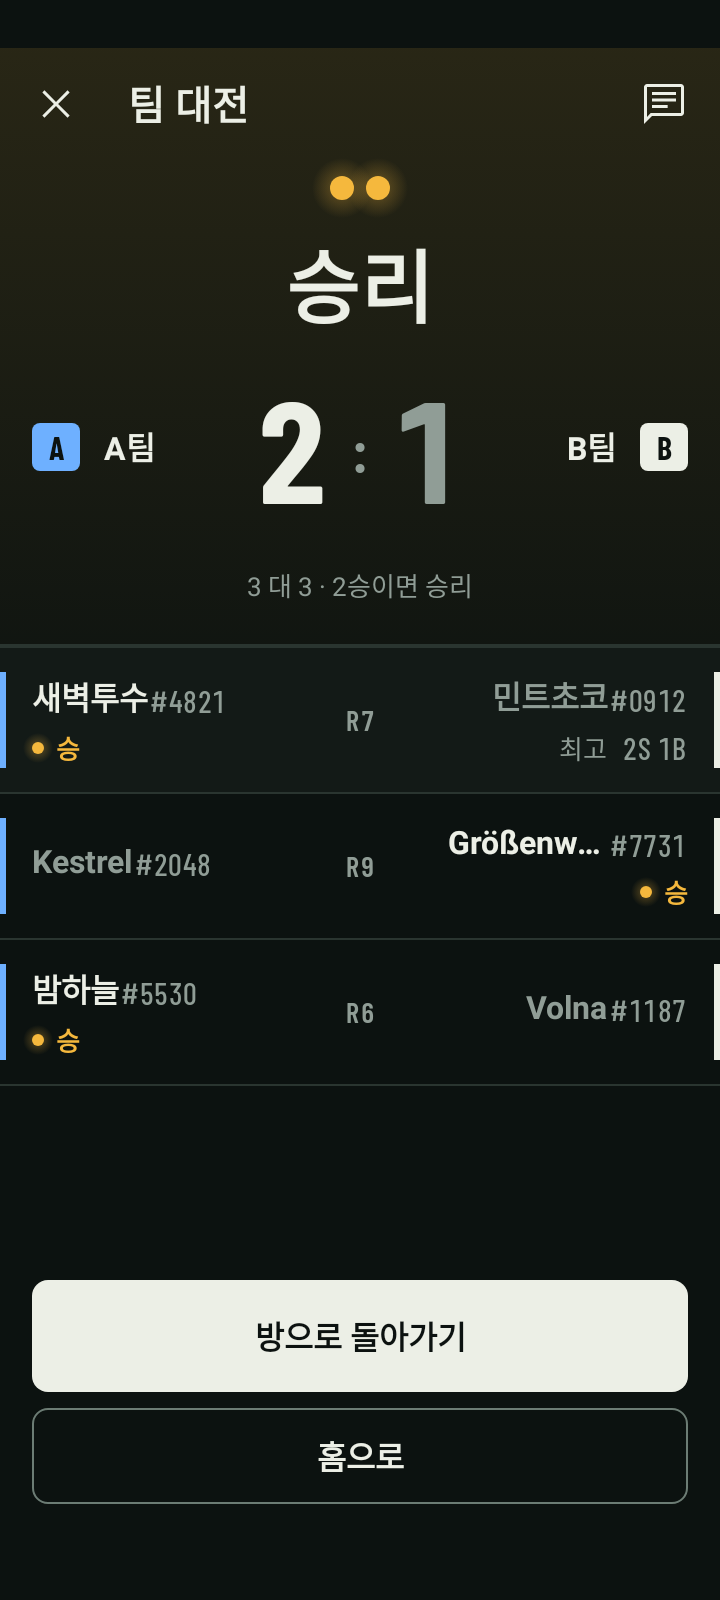 팀 대전
승리
A A팀 2 : 1 B팀 B
3 대 3 · 2승이면 승리
새벽투수#4821 R7 민트초코#0912
승 최고 2S 1B
Kestrel#2048 R9 Größenw... #7731
승
밤하늘#5530 R6 Volna#1187
승
방으로 돌아가기
홈으로